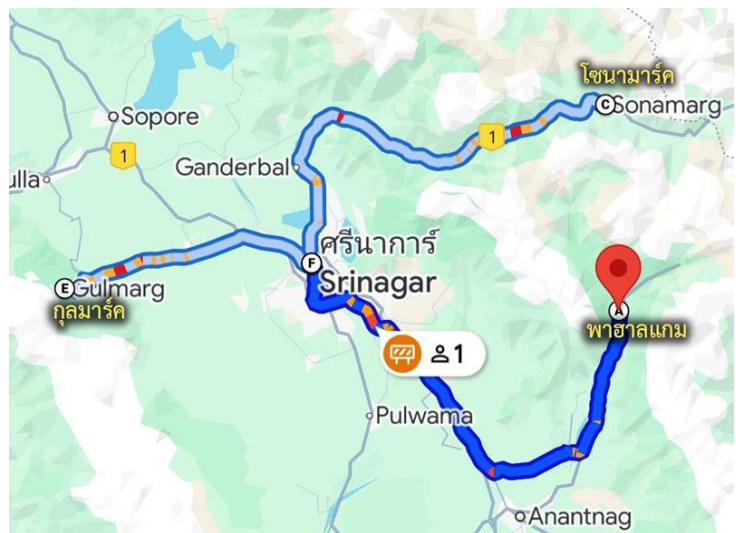 โซนามาร์ค
C Sonamarg
Sopore
1
1
Ganderbal
ulla
ศรีนาการ์
F
Srinagar
E Gulmarg
กุลมาร์ค
A
พาฮาลแกม
1
Pulwama
Anantnag